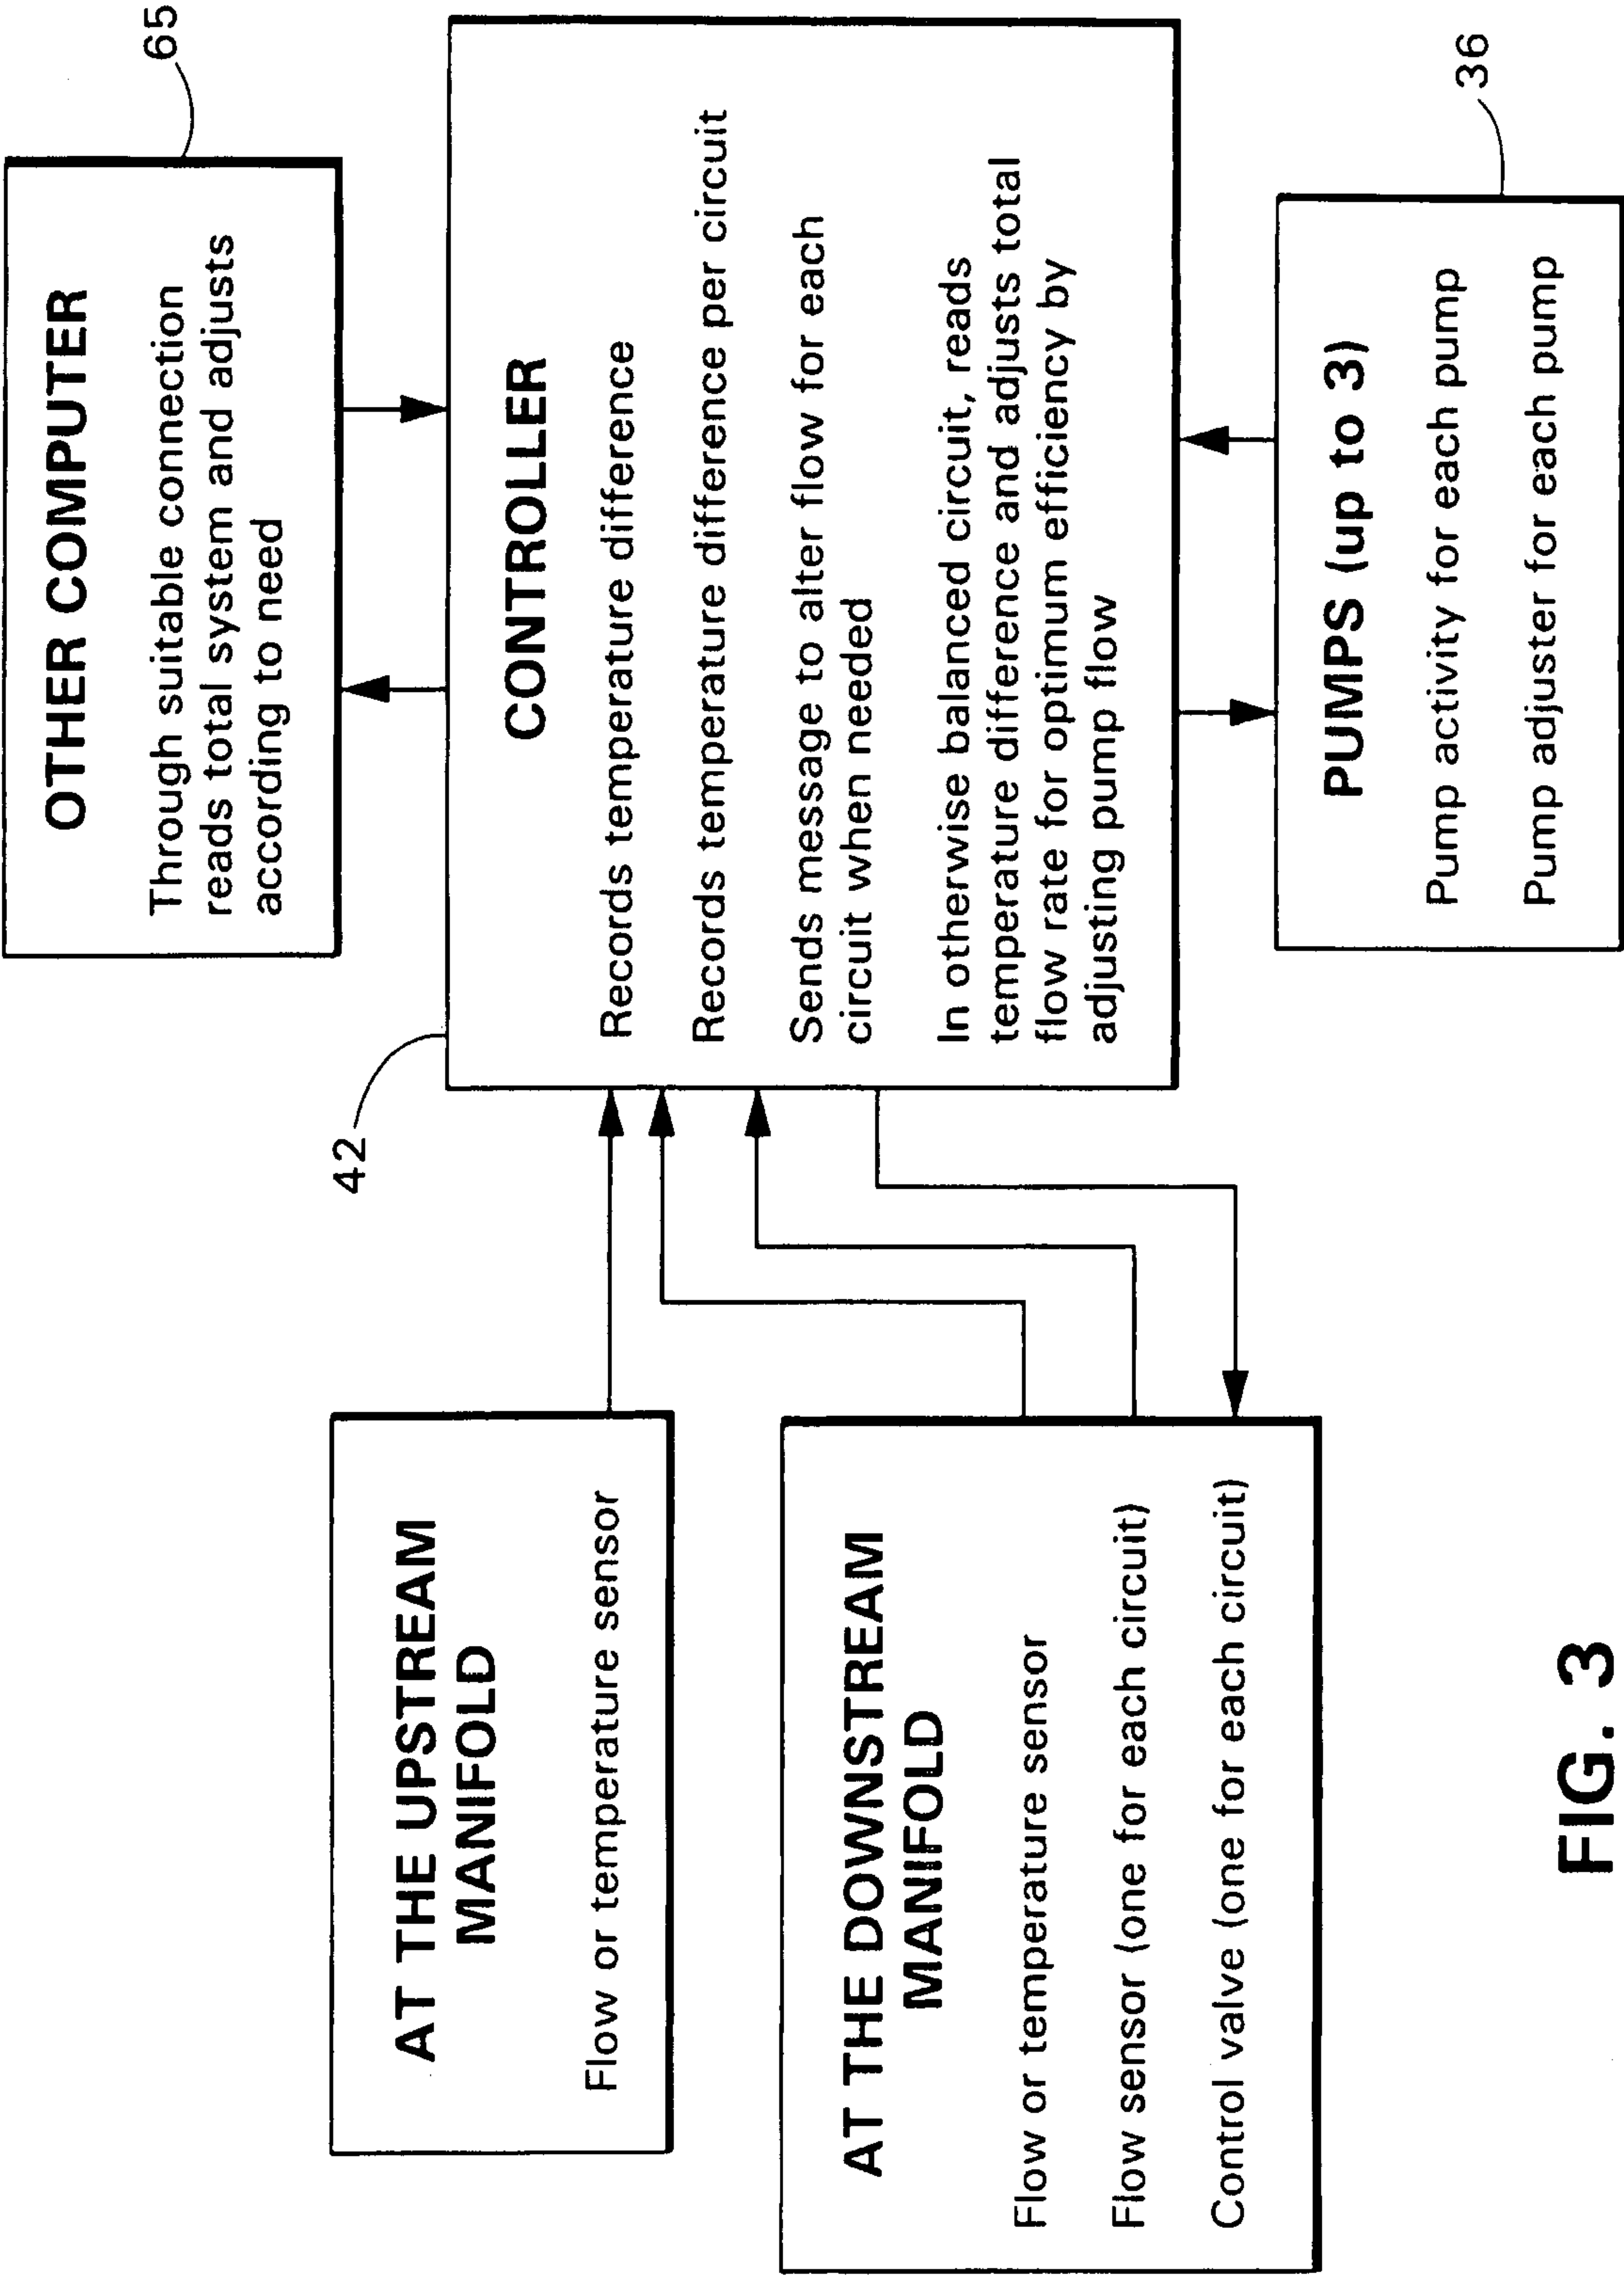 OTHER COMPUTER
Through suitable connection
reads total system and adjusts
according to need
65
42
CONTROLLER
Records temperature difference
Records temperature difference per circuit
Sends message to alter flow for each
circuit when needed
In otherwise balanced circuit, reads
temperature difference and adjusts total
flow rate for optimum efficiency by
adjusting pump flow
AT THE UPSTREAM
MANIFOLD
Flow or temperature sensor
AT THE DOWNSTREAM
MANIFOLD
Flow or temperature sensor
Flow sensor (one for each circuit)
Control valve (one for each circuit)
PUMPS (up to 3)
Pump activity for each pump
Pump adjuster for each pump
36
FIG. 3